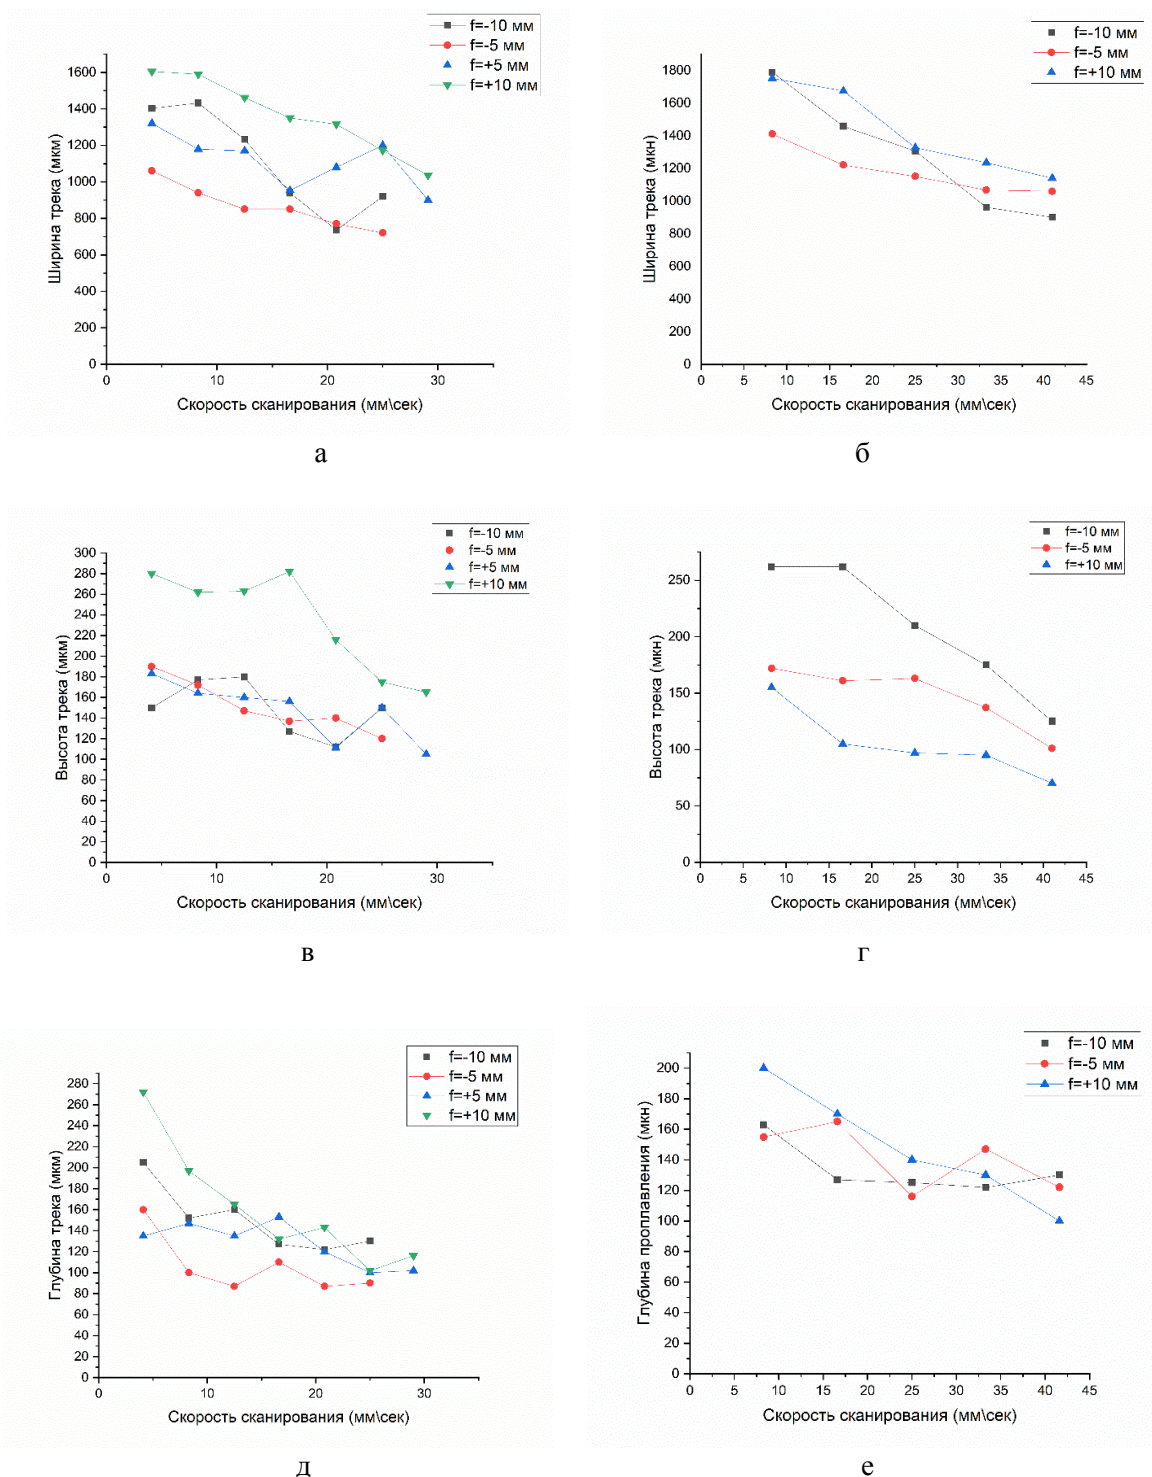 f=-10 мм
f=-5 мм
f=+5 мм
f=+10 мм
1600
1400
1200
1000
800
600
400
200
0
Ширина трека (мкм)
0 10 20 30
Скорость сканирования (мм\сек)
а
f=-10 мм
f=-5 мм
f=+10 мм
1800
1600
1400
1200
1000
800
600
400
200
0
Ширина трека (мкн)
0 5 10 15 20 25 30 35 40 45
Скорость сканирования (мм\сек)
б
f=-10 мм
f=-5 мм
f=+5 мм
f=+10 мм
300
280
260
240
220
200
180
160
140
120
100
80
60
40
20
0
Высота трека (мкм)
0 10 20 30
Скорость сканирования (мм\сек)
в
f=-10 мм
f=-5 мм
f=+10 мм
250
200
150
100
50
0
Высота трека (мкн)
0 5 10 15 20 25 30 35 40 45
Скорость сканирования (мм\сек)
г
f=-10 мм
f=-5 мм
f=+5 мм
f=+10 мм
280
260
240
220
200
180
160
140
120
100
80
60
40
20
0
Глубина трека (мкм)
0 10 20 30
Скорость сканирования (мм\сек)
д
f=-10 мм
f=-5 мм
f=+10 мм
200
180
160
140
120
100
80
60
40
20
0
Глубина проплавления (мкн)
0 5 10 15 20 25 30 35 40 45
Скорость сканирования (мм\сек)
е